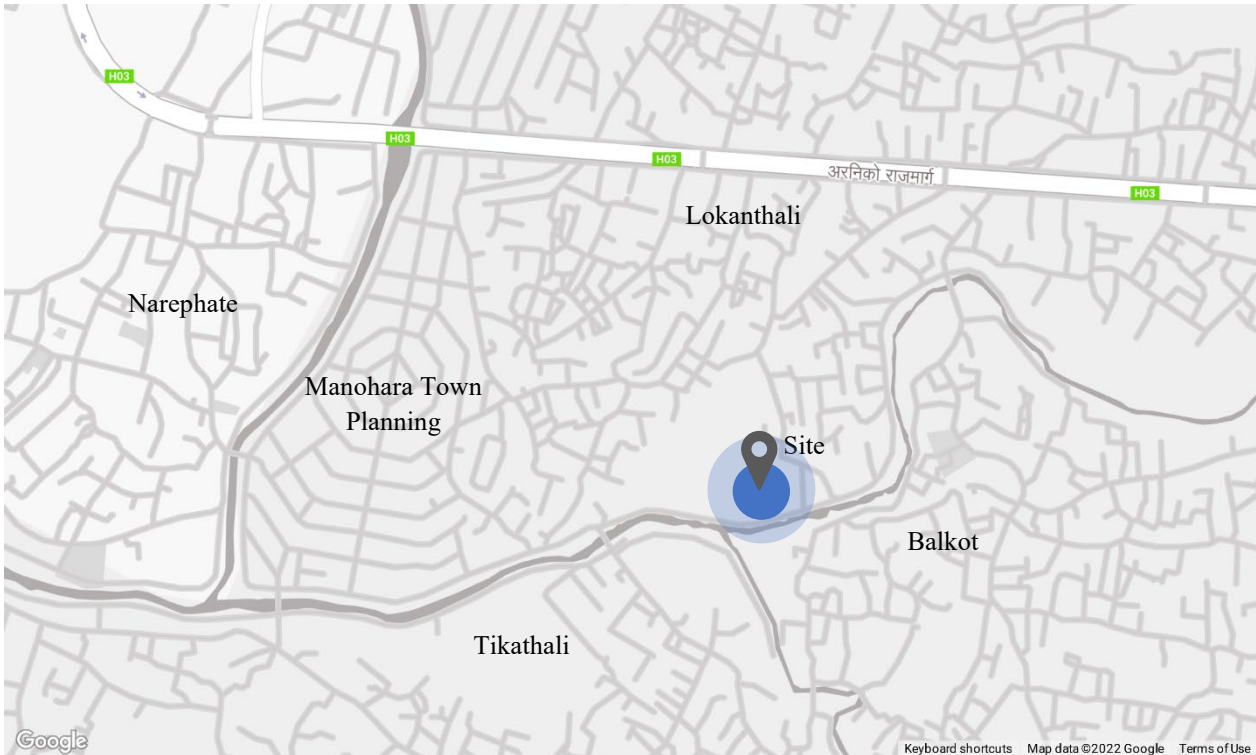 H03
H03
H03
अरनिको राजमार्ग
H03
Lokanthali
Narephate
Manohara Town
Planning
Site
Balkot
Tikathali
Google
Keyboard shortcuts Map data ©2022 Google Terms of Use